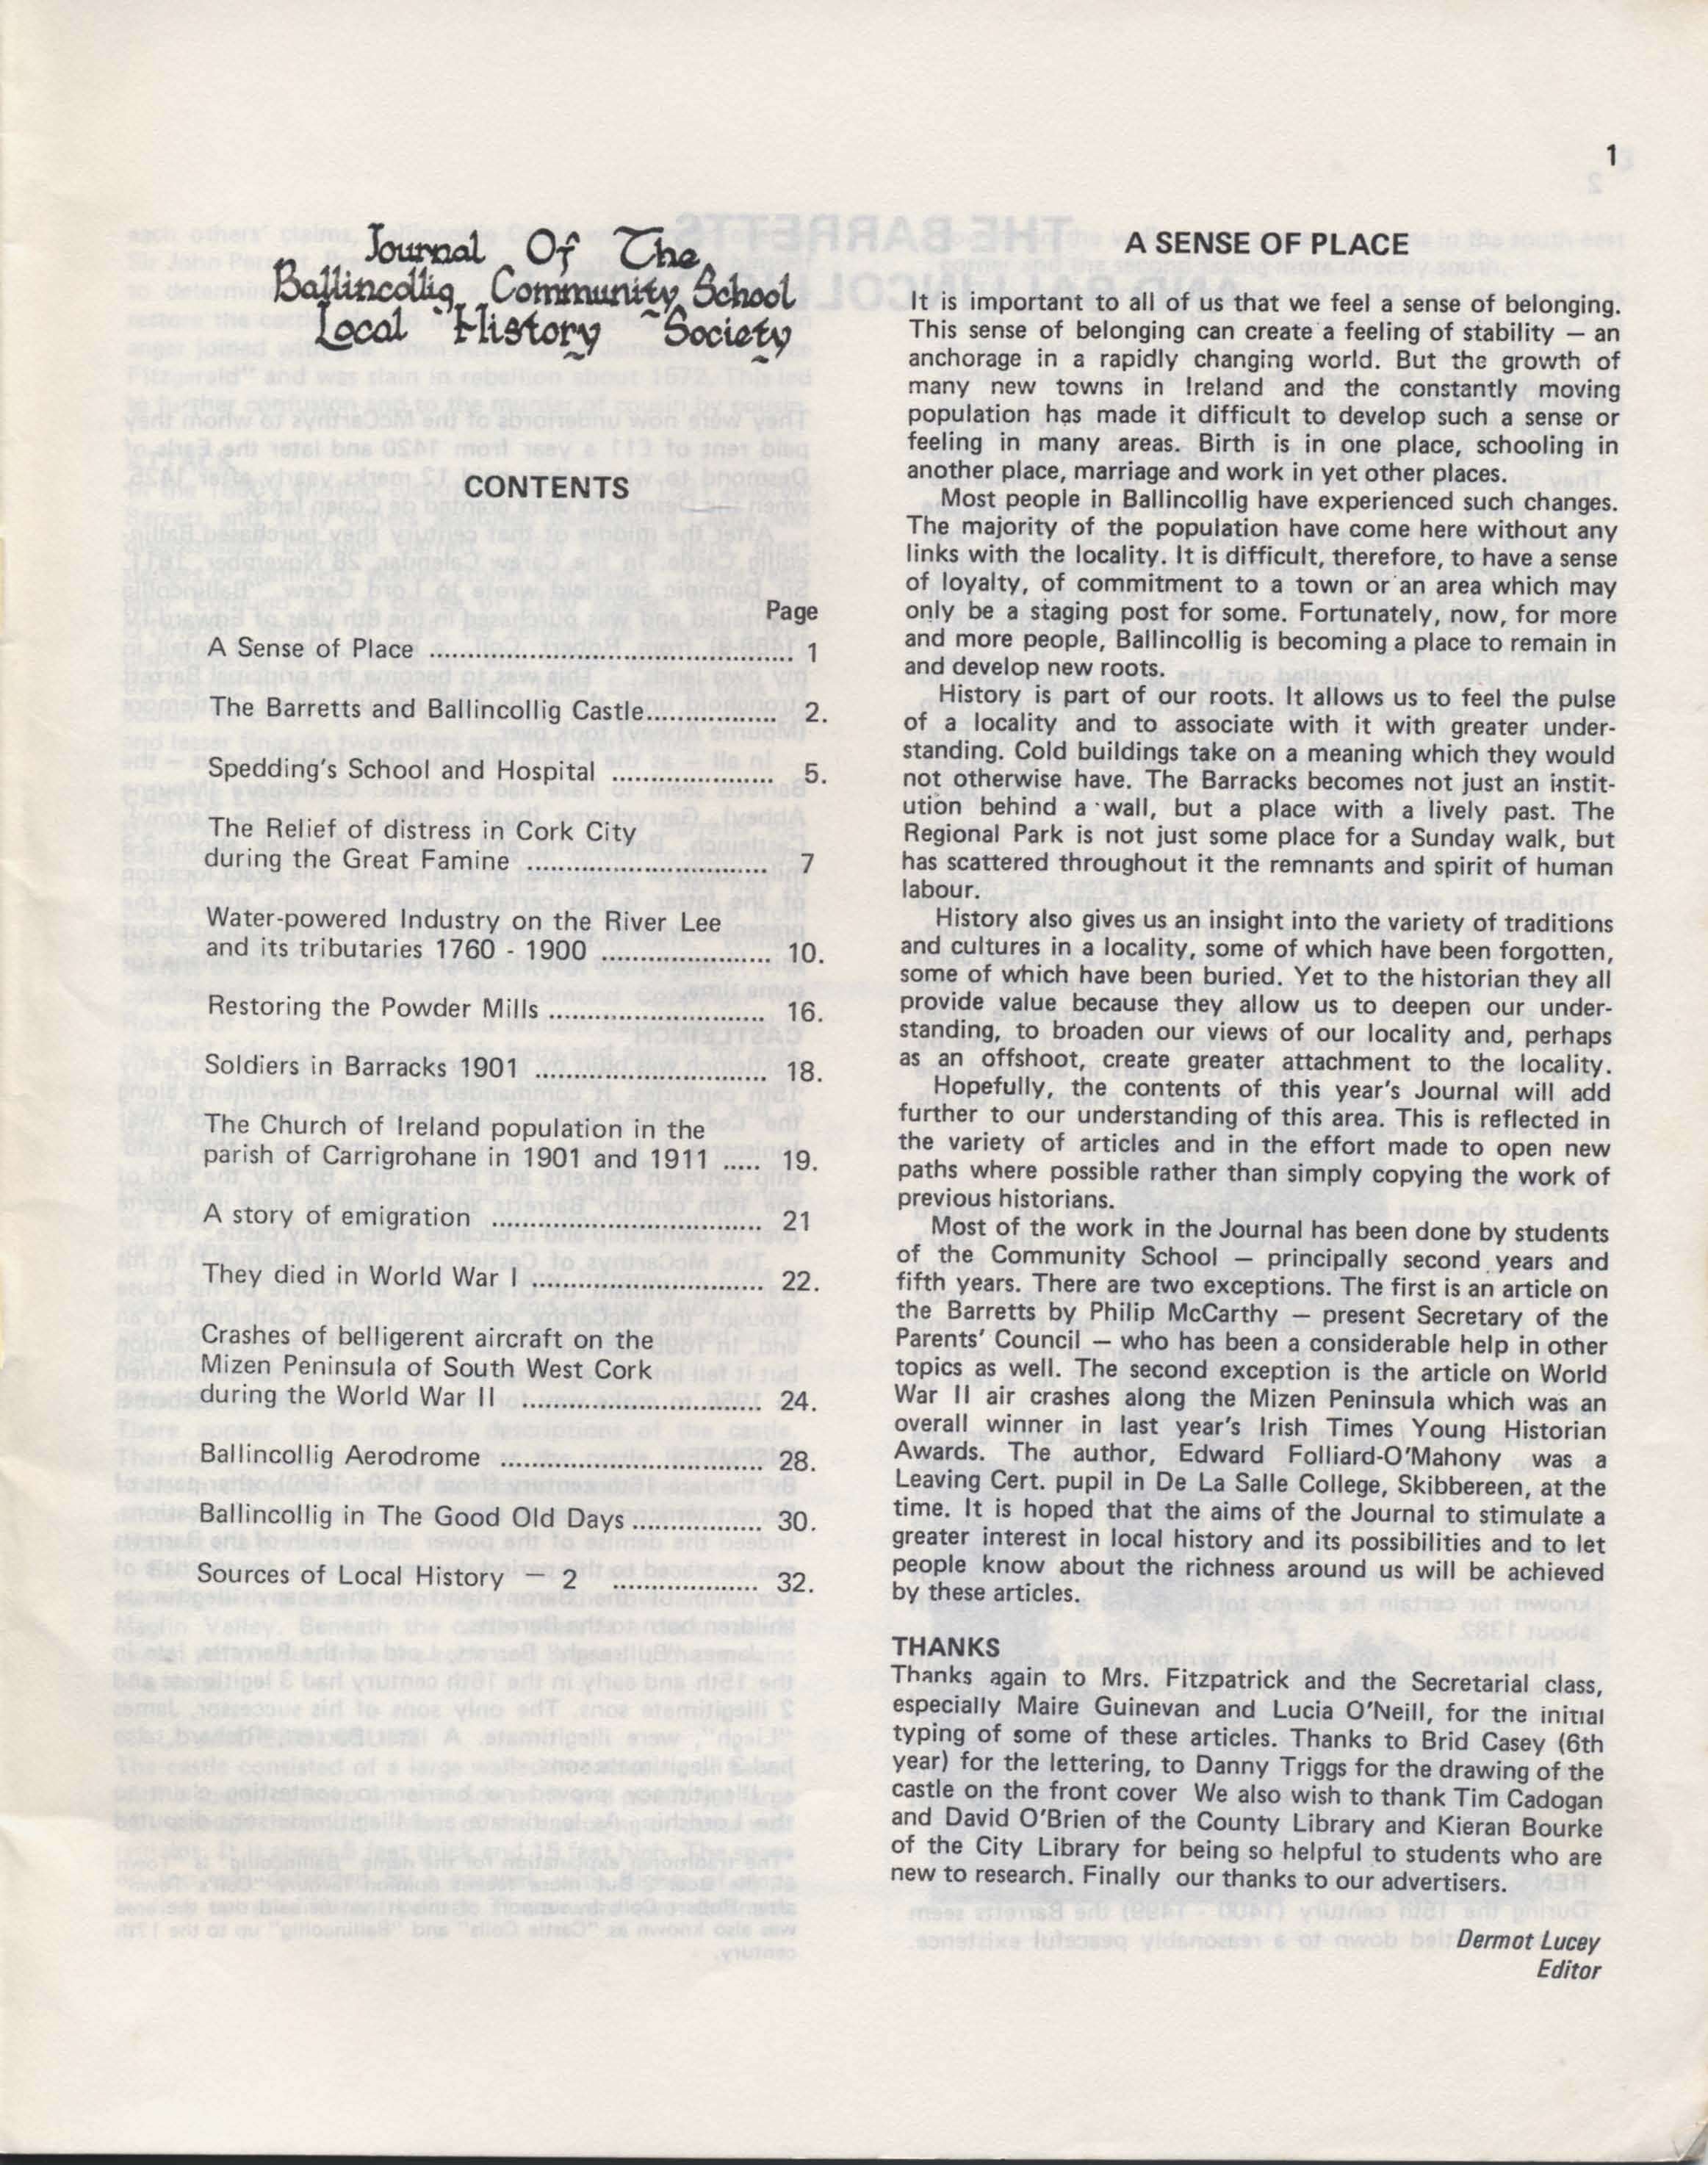 1
Journal Of The
Ballincollig Community School
Local History Society
CONTENTS
Page
A Sense of Place ............................................... 1
The Barretts and Ballincollig Castle................. 2.
Spedding's School and Hospital ..................... 5.
The Relief of distress in Cork City
during the Great Famine ............................... 7
Water-powered Industry on the River Lee
and its tributaries 1760 - 1900 ...................... 10.
Restoring the Powder Mills ............................ 16.
Soldiers in Barracks 1901 .............................. 18.
The Church of Ireland population in the
parish of Carrigrohane in 1901 and 1911 ..... 19.
A story of emigration ................................... 21
They died in World War I .............................. 22.
Crashes of belligerent aircraft on the
Mizen Peninsula of South West Cork
during the World War II ............................... 24.
Ballincollig Aerodrome .................................. 28.
Ballincollig in The Good Old Days ................. 30.
Sources of Local History — 2 ................... 32.
A SENSE OF PLACE
It is important to all of us that we feel a sense of belonging.
This sense of belonging can create a feeling of stability — an
anchorage in a rapidly changing world. But the growth of
many new towns in Ireland and the constantly moving
population has made it difficult to develop such a sense or
feeling in many areas. Birth is in one place, schooling in
another place, marriage and work in yet other places.
Most people in Ballincollig have experienced such changes.
The majority of the population have come here without any
links with the locality. It is difficult, therefore, to have a sense
of loyalty, of commitment to a town or an area which may
only be a staging post for some. Fortunately, now, for more
and more people, Ballincollig is becoming a place to remain in
and develop new roots.
History is part of our roots. It allows us to feel the pulse
of a locality and to associate with it with greater under-
standing. Cold buildings take on a meaning which they would
not otherwise have. The Barracks becomes not just an instit-
ution behind a wall, but a place with a lively past. The
Regional Park is not just some place for a Sunday walk, but
has scattered throughout it the remnants and spirit of human
labour.
History also gives us an insight into the variety of traditions
and cultures in a locality, some of which have been forgotten,
some of which have been buried. Yet to the historian they all
provide value because they allow us to deepen our under-
standing, to broaden our views of our locality and, perhaps
as an offshoot, create greater attachment to the locality.
Hopefully, the contents of this year's Journal will add
further to our understanding of this area. This is reflected in
the variety of articles and in the effort made to open new
paths where possible rather than simply copying the work of
previous historians.
Most of the work in the Journal has been done by students
of the Community School — principally second years and
fifth years. There are two exceptions. The first is an article on
the Barretts by Philip McCarthy — present Secretary of the
Parents' Council — who has been a considerable help in other
topics as well. The second exception is the article on World
War II air crashes along the Mizen Peninsula which was an
overall winner in last year's Irish Times Young Historian
Awards. The author, Edward Folliard-O'Mahony was a
Leaving Cert. pupil in De La Salle College, Skibbereen, at the
time. It is hoped that the aims of the Journal to stimulate a
greater interest in local history and its possibilities and to let
people know about the richness around us will be achieved
by these articles.
THANKS
Thanks again to Mrs. Fitzpatrick and the Secretarial class,
especially Maire Guinevan and Lucia O'Neill, for the initial
typing of some of these articles. Thanks to Brid Casey (6th
year) for the lettering, to Danny Triggs for the drawing of the
castle on the front cover We also wish to thank Tim Cadogan
and David O'Brien of the County Library and Kieran Bourke
of the City Library for being so helpful to students who are
new to research. Finally our thanks to our advertisers.
Dermot Lucey
Editor